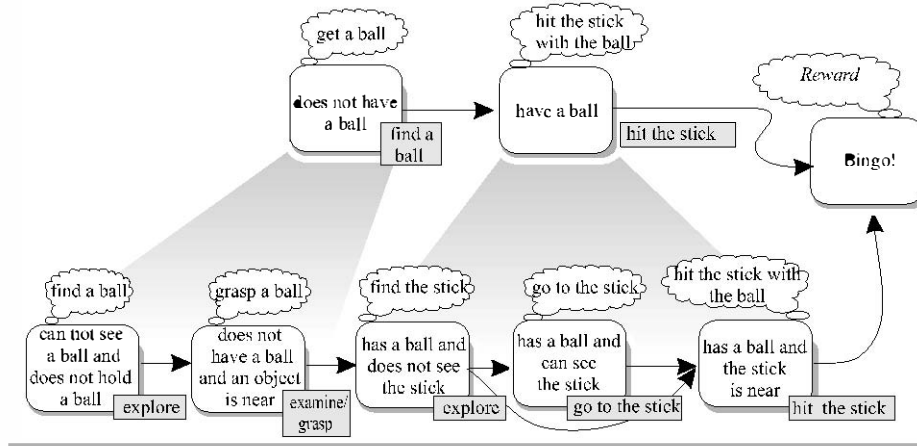 get a ball
hit the stick
with the ball
Reward
does not have
a ball
find a
ball
have a ball
hit the stick
Bingo!
find a ball
grasp a ball
find the stick
go to the stick
hit the stick with
the ball
can not see
a ball and
does not hold
a ball
explore
does not
have a ball
and an object
is near
examine/
grasp
has a ball and
does not see
the stick
explore
has a ball and
can see
the stick
go to the stick
has a ball and
the stick
is near
hit the stick